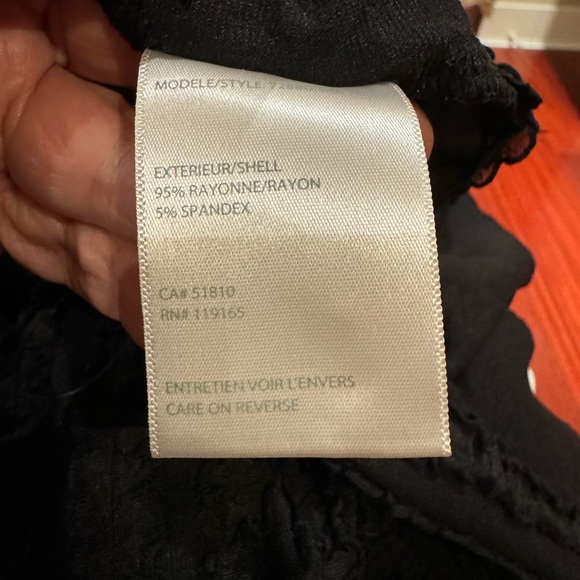 MODELE/STYLE:
EXTERIEUR/SHELL
95% RAYONNE/RAYON
5% SPANDEX
CA# 51810
RN# 119165
ENTRETIEN VOIR L'ENVERS
CARE ON REVERSE